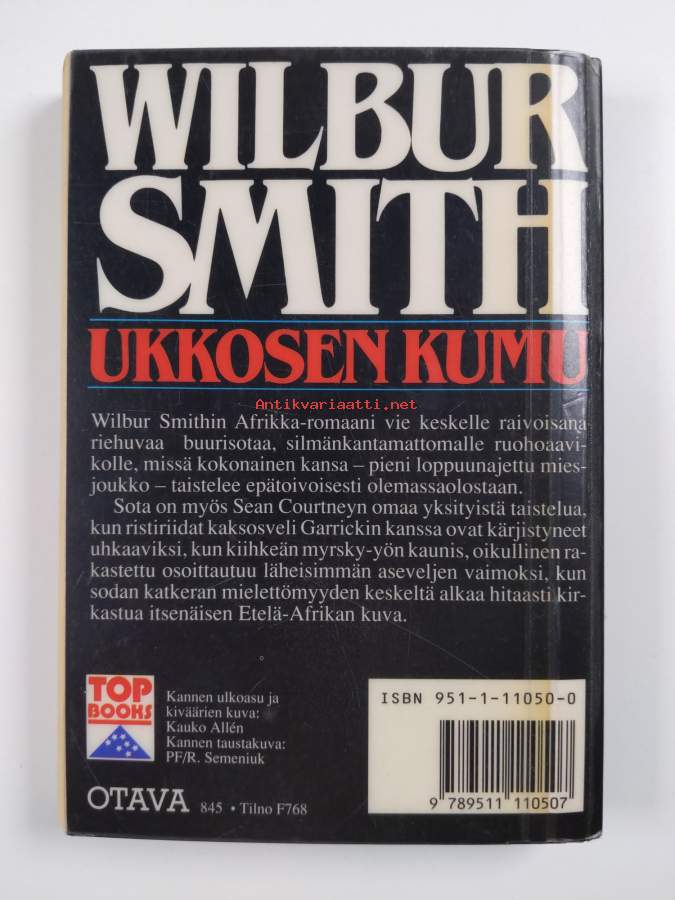 WILBUR
SMITH
UKKOSEN KUMU
Antikvariaatti.net
Wilbur Smithin Afrikka-romaani vie keskelle raivoisana
riehuvaa buurisotaa, silmänkantamattomalle ruohoaavi-
kolle, missä kokonainen kansa – pieni loppuunajettu mies-
joukko – taistelee epätoivoisesti olemassaolostaan.
Sota on myös Sean Courtneyn omaa yksityistä taistelua,
kun ristiriidat kaksosveli Garrickin kanssa ovat kärjistyneet
uhkaaviksi, kun kiihkeän myrsky-yön kaunis, oikullinen ra-
kastettu osoittautuu läheisimmän aseveljen vaimoksi, kun
sodan katkeran mielettömyyden keskeltä alkaa hitaasti kir-
kastua itsenäisen Etelä-Afrikan kuva.
TOP
BOOKS
Kannen ulkoasu ja
kiväärien kuva:
Kauko Allén
Kannen taustakuva:
PF/R. Semeniuk
OTAVA 845 • Tilno F768
ISBN 951-1-11050-0
9 789511 110507